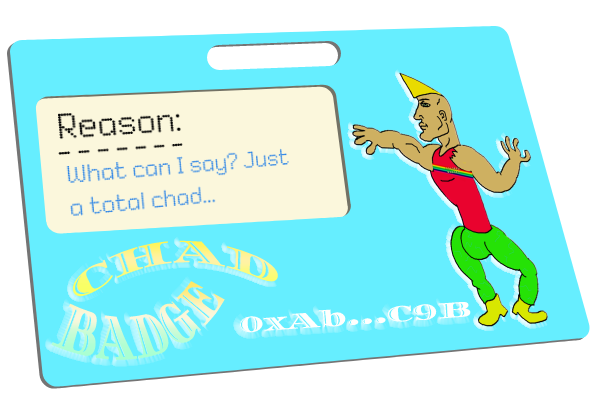 Reason:
What can I say? Just
a total chad...
CHAD
BADGE
0xAb...C9B